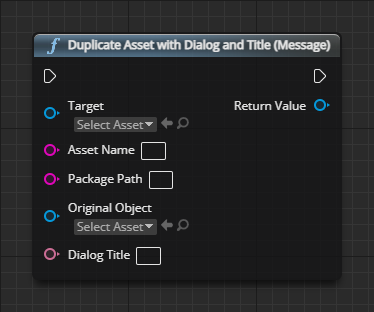 Duplicate Asset with Dialog and Title (Message)
Target
Return Value
Select Asset
Asset Name
Package Path
Original Object
Select Asset
Dialog Title